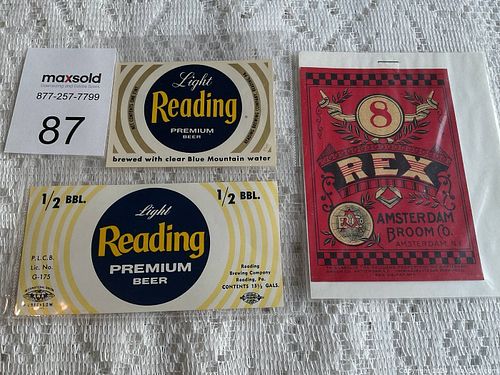 maxsold
877-257-7799
87
Light
Reading
PREMIUM
BEER
brewed with clear Blue Mountain water
1/2 BBL.
1/2 BBL.
Light
Reading
PREMIUM
BEER
P.L.C.B.
Lic. No.
G-175
Reading
Brewing Company
Reading, Pa.
CONTENTS 15½ GALS.
8
REX
AMSTERDAM
BROOM CO.
AMSTERDAM, N.Y.